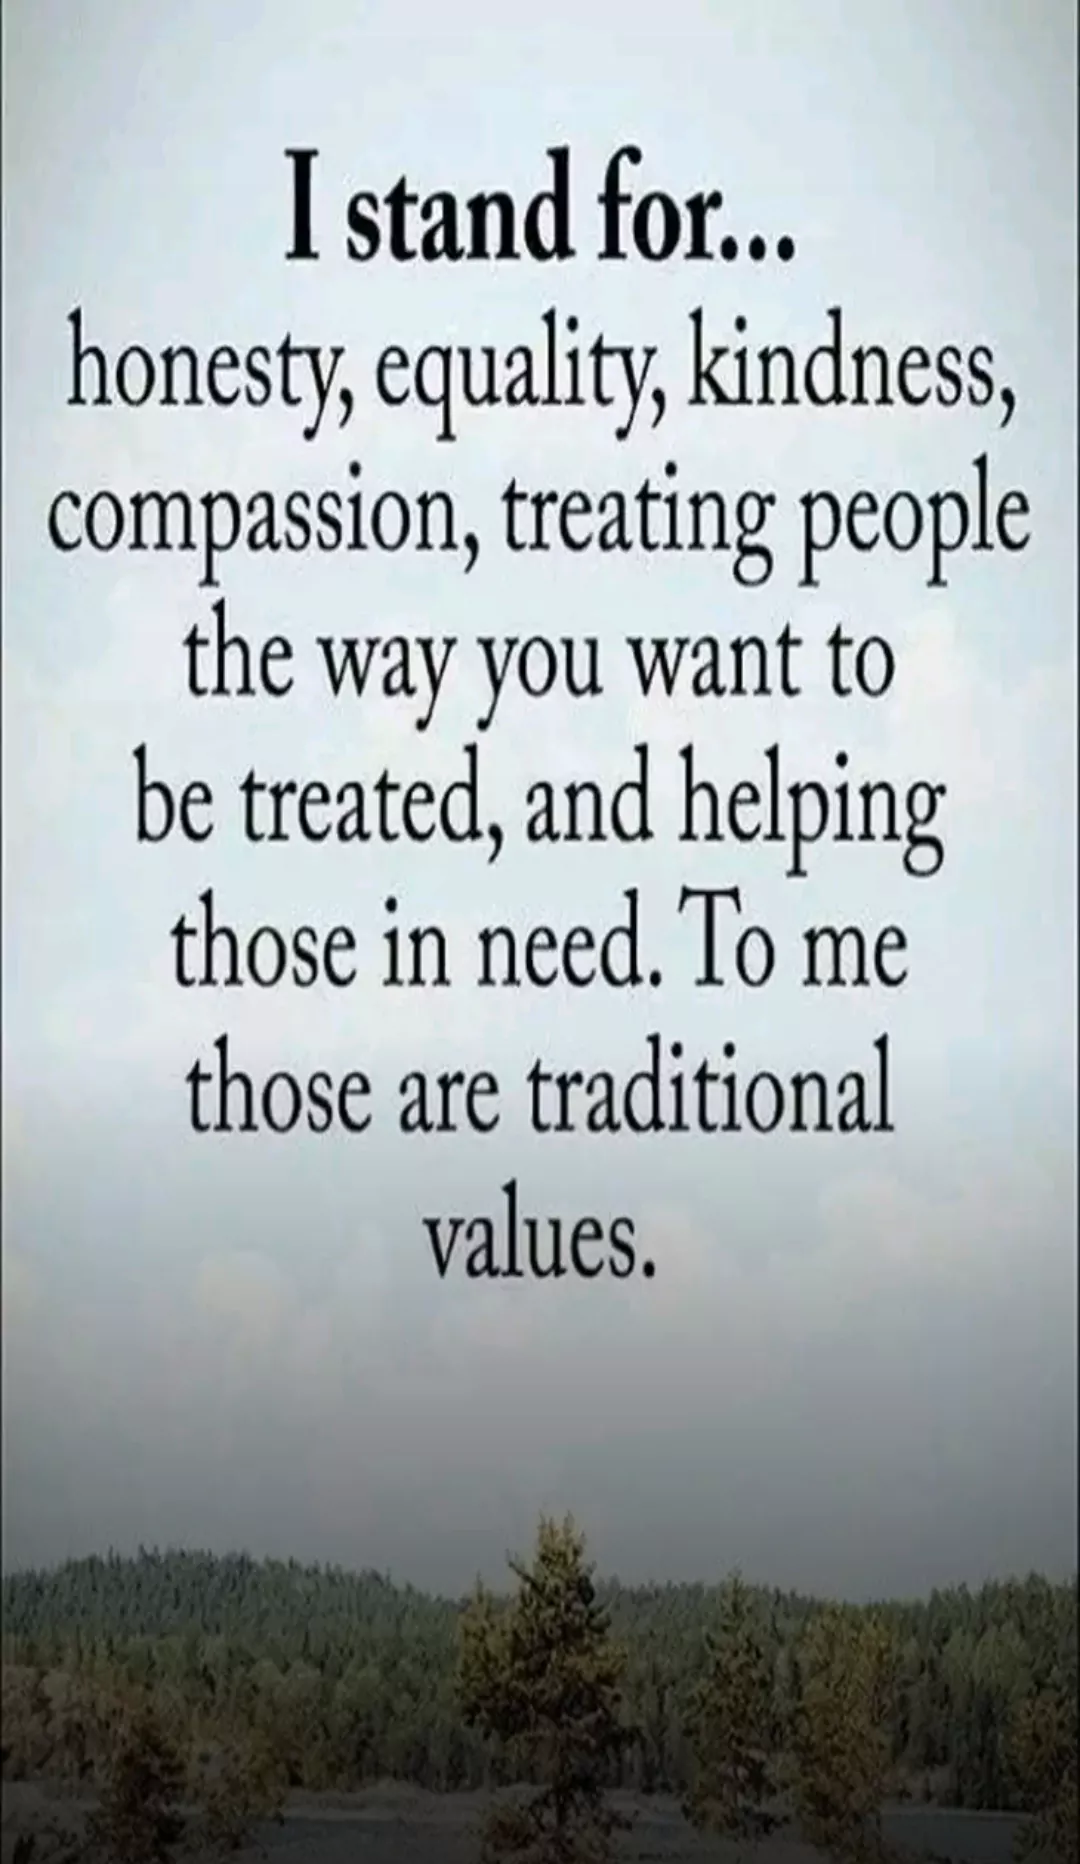 I stand for...
honesty, equality, kindness,
compassion, treating people
the way you want to
be treated, and helping
those in need. To me
those are traditional
values.